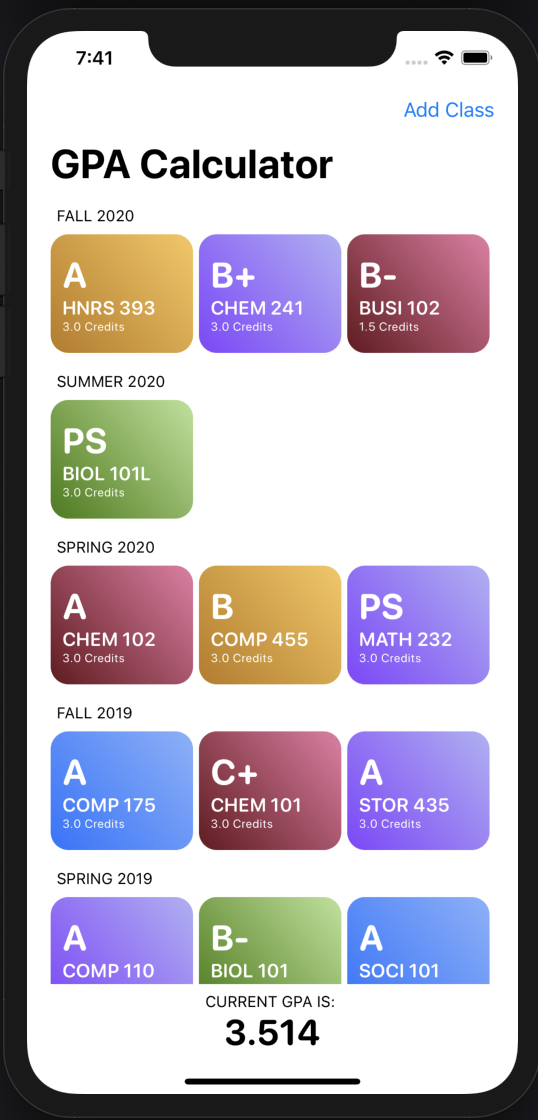 7:41
Add Class
GPA Calculator
FALL 2020
A
HNRS 393
3.0 Credits
B+
CHEM 241
3.0 Credits
B-
BUSI 102
1.5 Credits
SUMMER 2020
PS
BIOL 101L
3.0 Credits
SPRING 2020
A
CHEM 102
3.0 Credits
B
COMP 455
3.0 Credits
PS
MATH 232
3.0 Credits
FALL 2019
A
COMP 175
3.0 Credits
C+
CHEM 101
3.0 Credits
A
STOR 435
3.0 Credits
SPRING 2019
A
COMP 110
B-
BIOL 101
A
SOCI 101
CURRENT GPA IS:
3.514